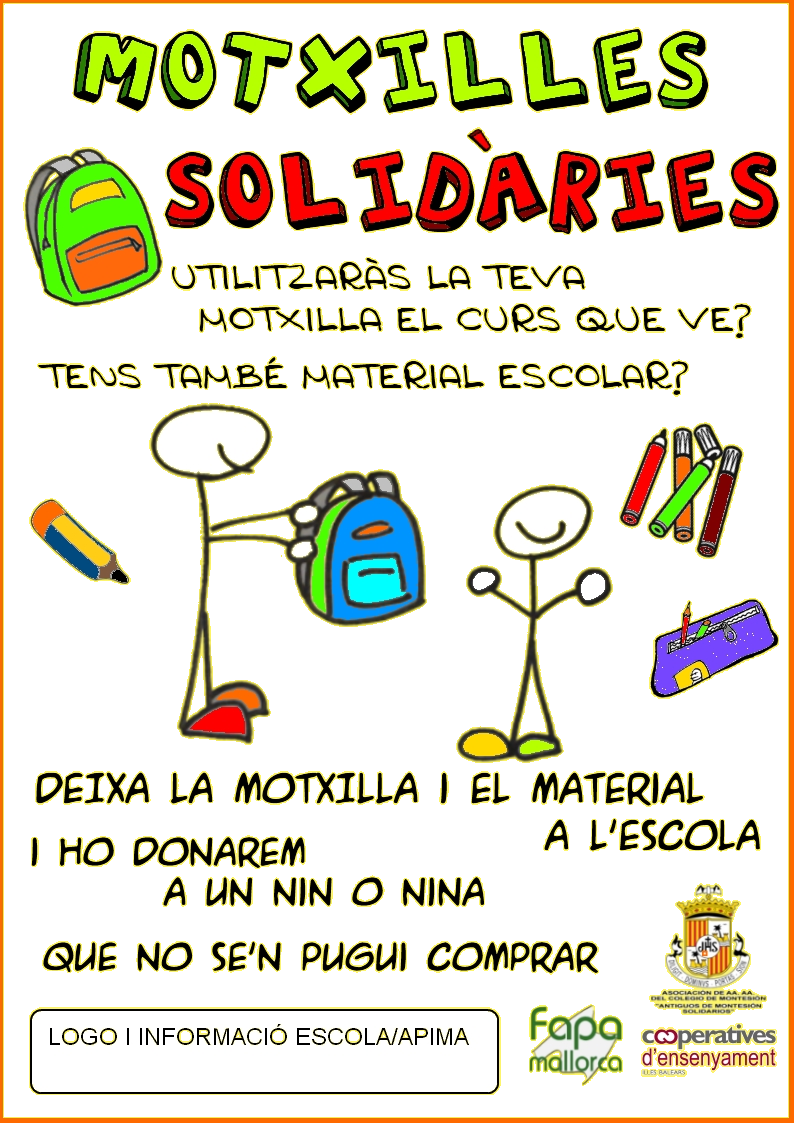 MOTXILLES
SOLIDÀRIES
UTILITZARÀS LA TEVA
MOTXILLA EL CURS QUE VE?
TENS TAMBÉ MATERIAL ESCOLAR?
DEIXA LA MOTXILLA I EL MATERIAL
A L'ESCOLA
I HO DONAREM
A UN NIN O NINA
QUE NO SE'N PUGUI COMPRAR
ASOCIACIÓN DE AA. AA.
DEL COLEGIO DE MONTESIÓN
"ANTIGUOS DE MONTESIÓN
SOLIDARIOS"
LOGO I INFORMACIÓ ESCOLA/APIMA
Fapa
mallorca
cooperatives
d'ensenyament
ILLES BALEARS